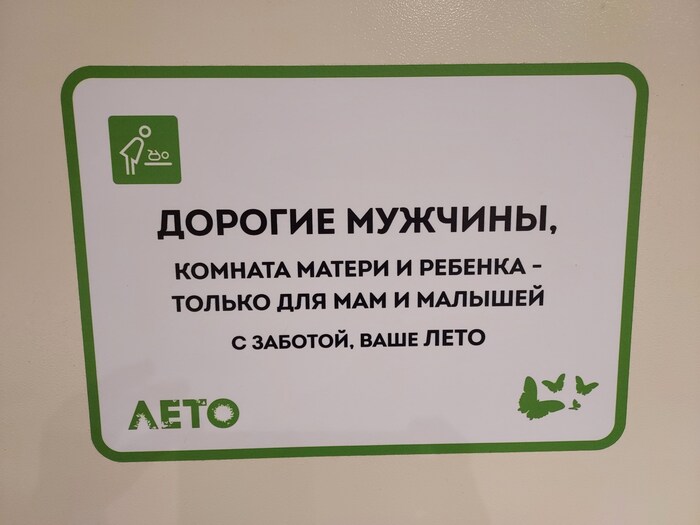 ДОРОГИЕ МУЖЧИНЫ,
КОМНАТА МАТЕРИ И РЕБЕНКА –
ТОЛЬКО ДЛЯ МАМ И МАЛЫШЕЙ
С ЗАБОТОЙ, ВАШЕ ЛЕТО
ЛЕТО